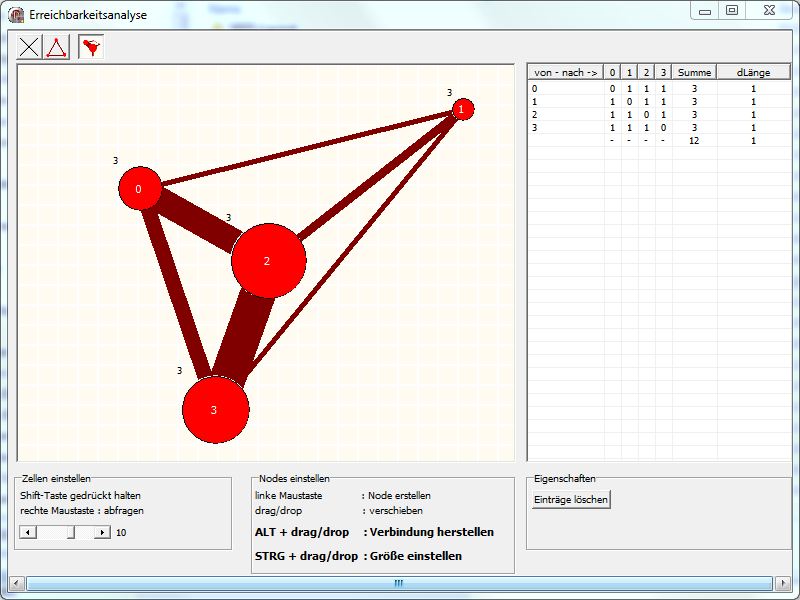 Erreichbarkeitsanalyse
von - nach -> 0 1 2 3 Summe dLänge
0 0 1 1 1 3 1
1 1 0 1 1 3 1
2 1 1 0 1 3 1
3 1 1 1 0 3 1
- - - - 12 1
3
1
3
0
3
2
3
3
Zellen einstellen
Shift-Taste gedrückt halten
rechte Maustaste : abfragen
10
Nodes einstellen
linke Maustaste : Node erstellen
drag/drop : verschieben
ALT + drag/drop : Verbindung herstellen
STRG + drag/drop : Größe einstellen
Eigenschaften
Einträge löschen